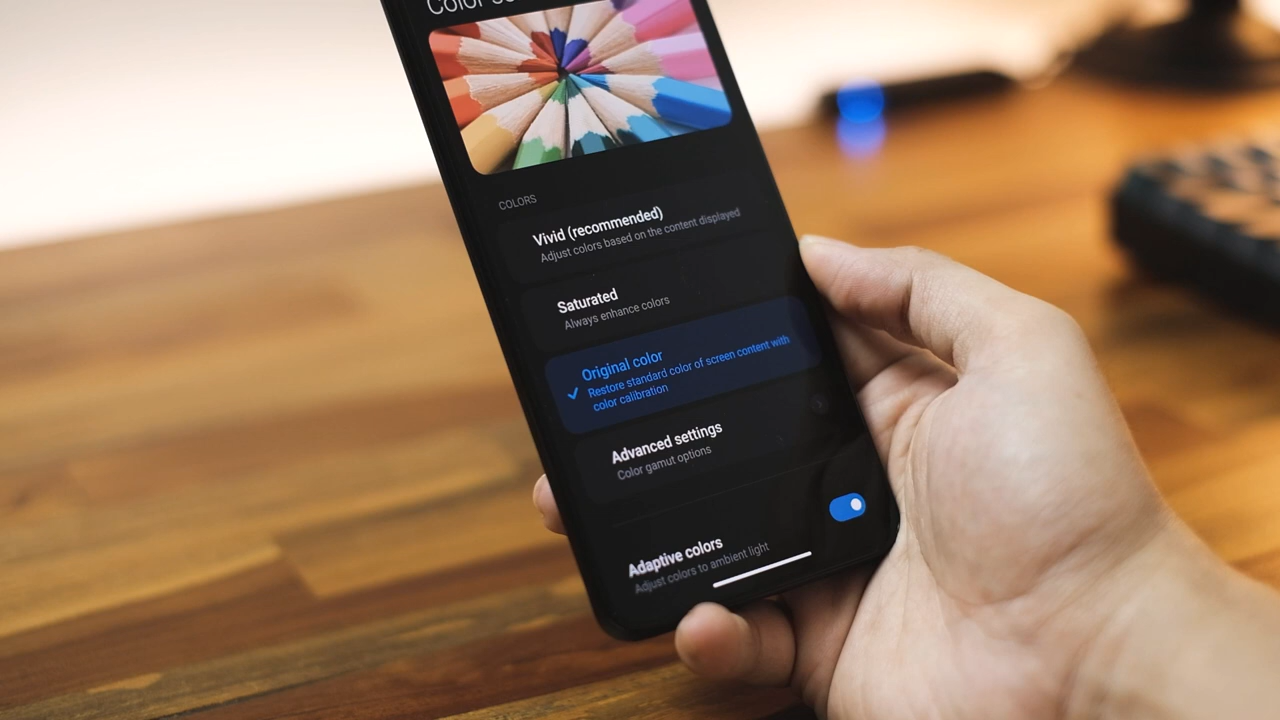 Color
COLORS
Vivid (recommended)
Adjust colors based on the content displayed
Saturated
Always enhance colors
Original color
Restore standard color of screen content with
color calibration
Advanced settings
Color gamut options
Adaptive colors
Adjust colors to ambient light